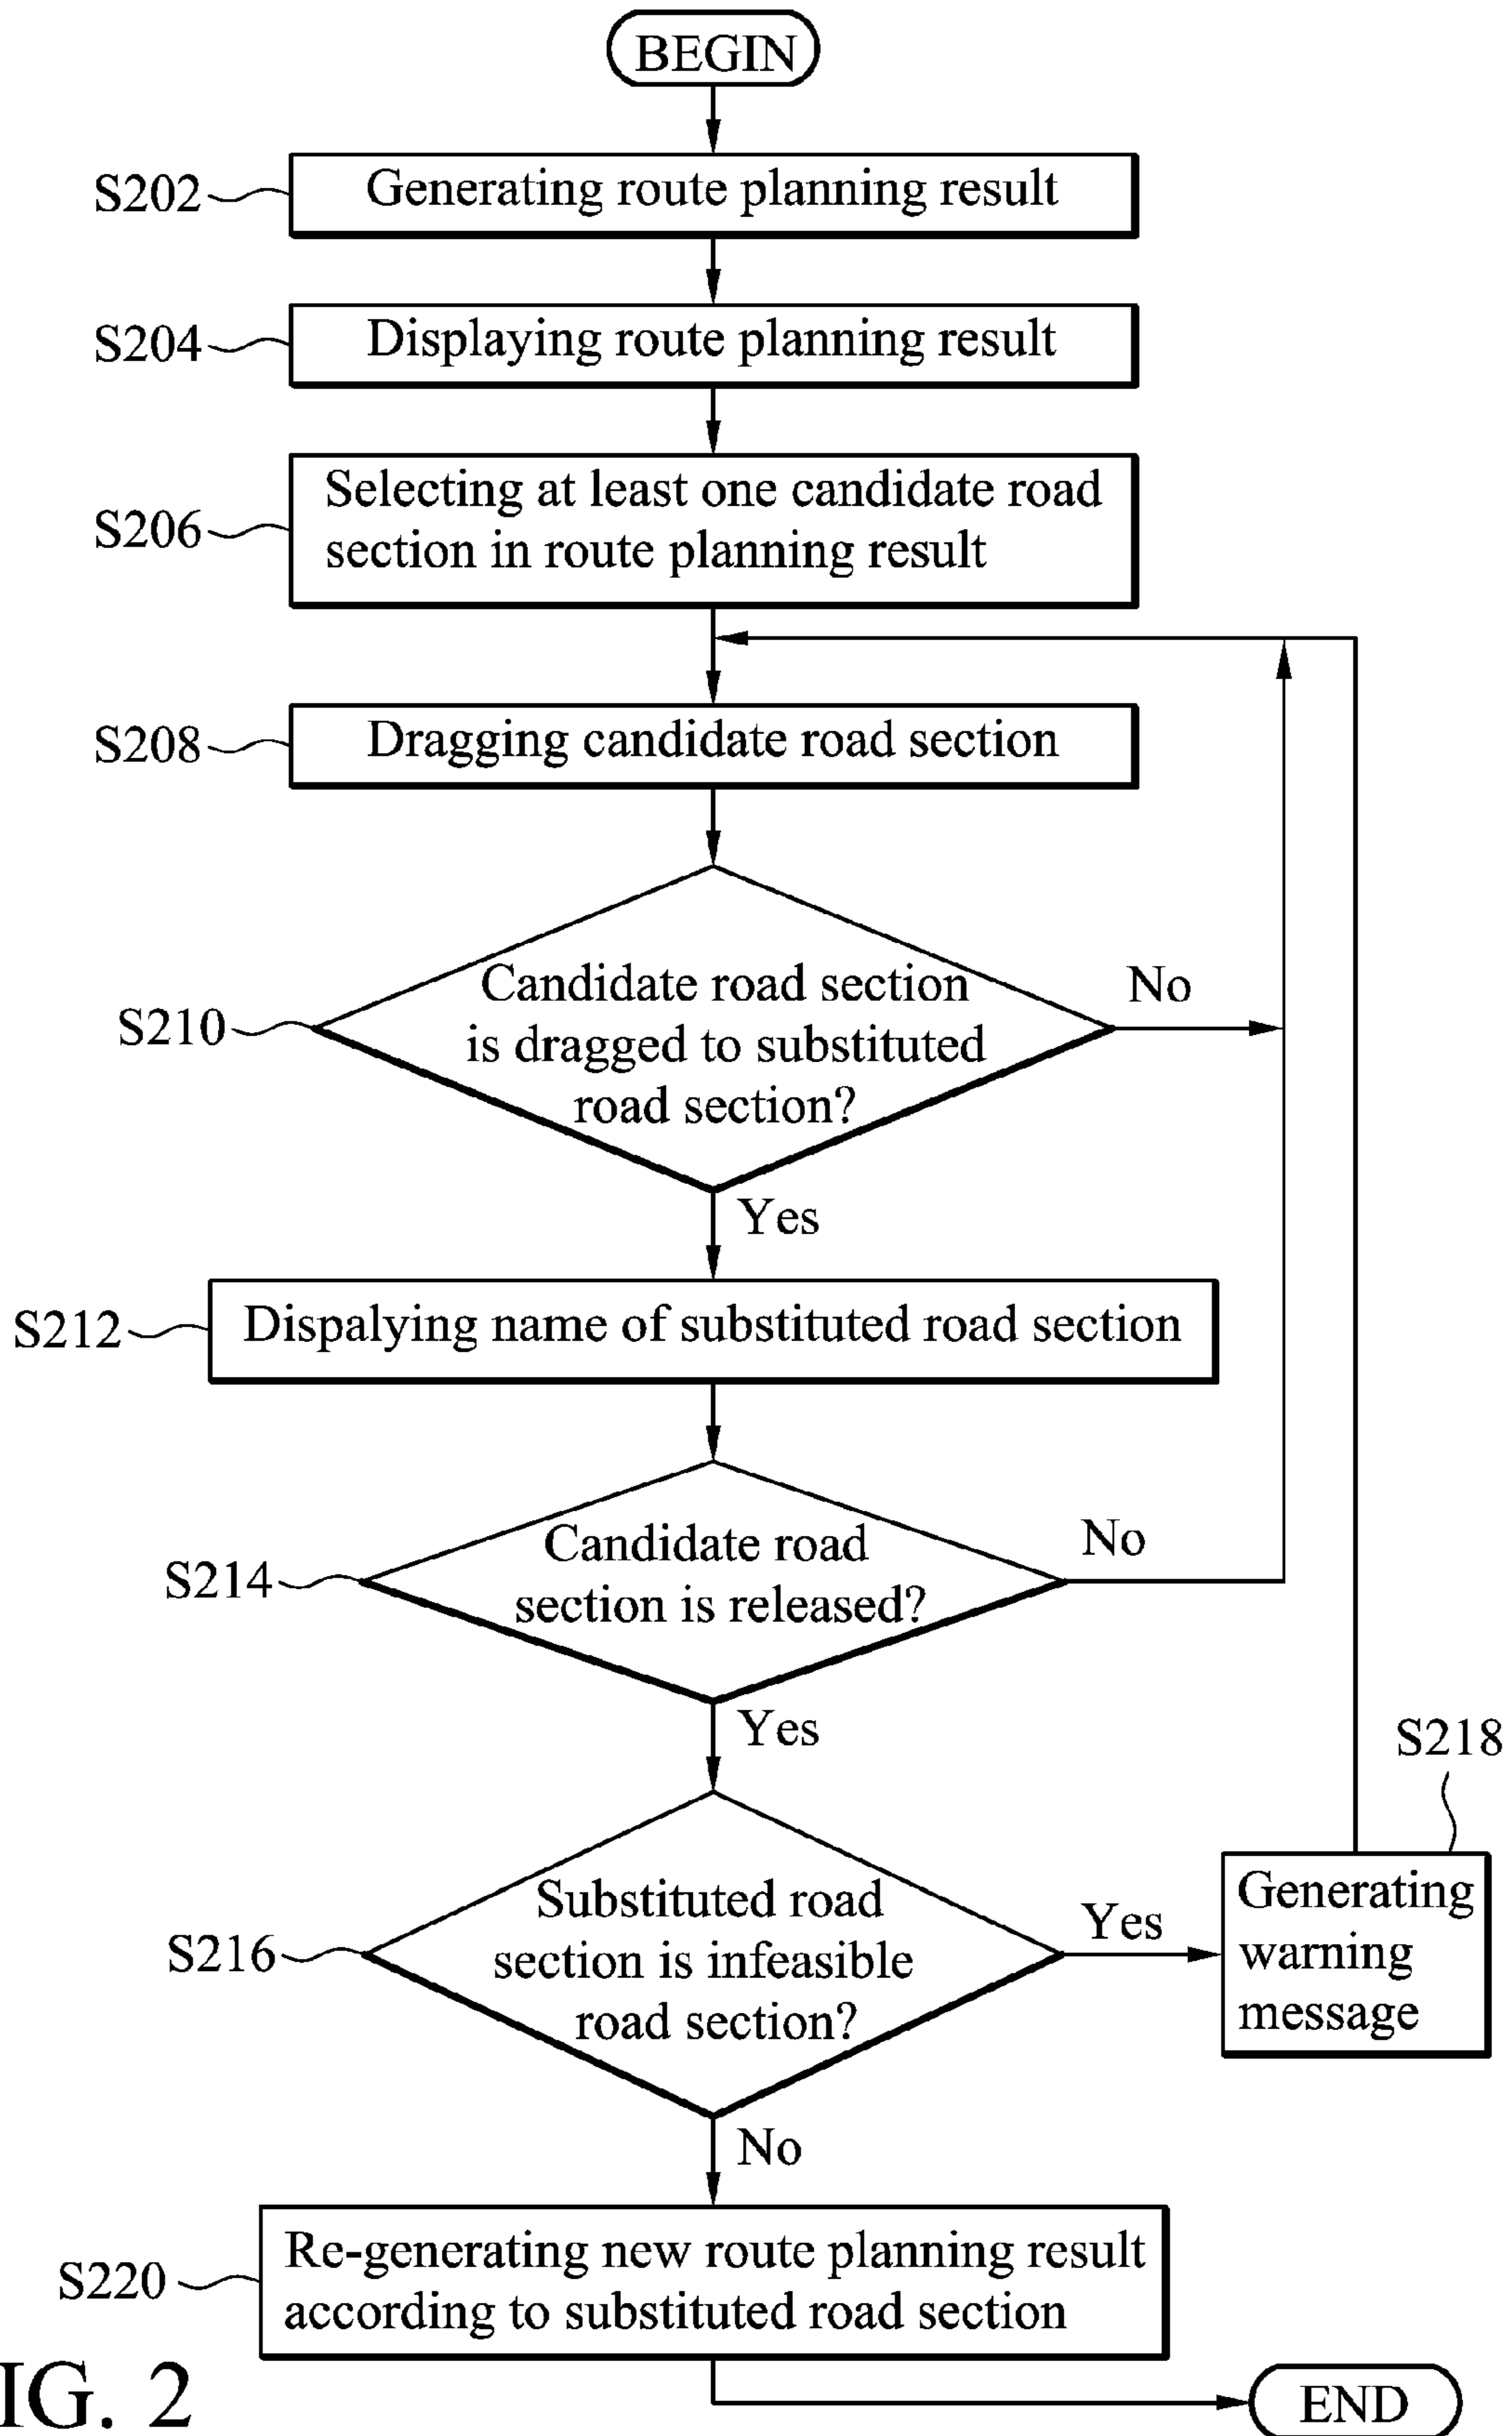 BEGIN
S202
Generating route planning result
S204
Displaying route planning result
S206
Selecting at least one candidate road
section in route planning result
S208
Dragging candidate road section
S210
Candidate road section
is dragged to substituted
road section?
No
Yes
S212
Dispalying name of substituted road section
S214
Candidate road
section is released?
No
Yes
S216
Substituted road
section is infeasible
road section?
Yes
S218
Generating
warning
message
No
S220
Re-generating new route planning result
according to substituted road section
IG. 2
END